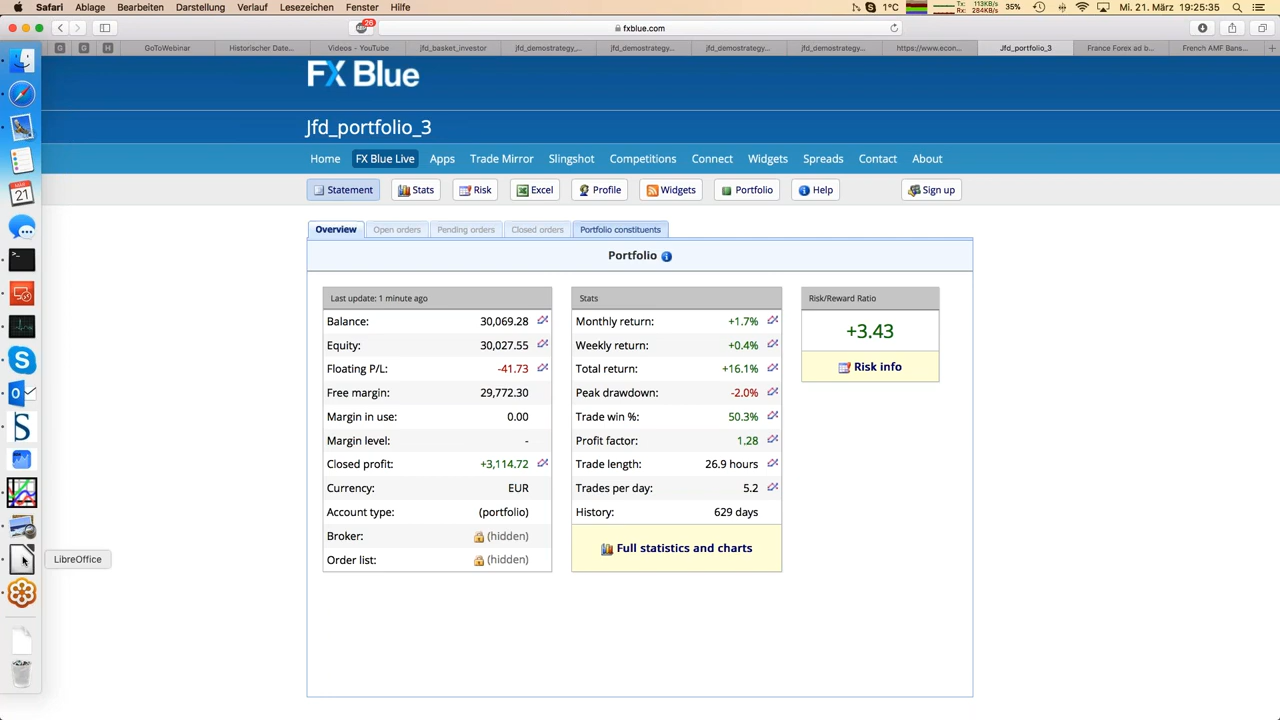 Safari Ablage Bearbeiten Darstellung Verlauf Lesezeichen Fenster Hilfe 1°C Tx: 113KB/s Rx: 284KB/s 35% Mi. 21. März 19:25:35
26 fxblue.com
G G H GoToWebinar Historischer Date... Videos - YouTube jfd_basket_investor jfd_demostrategy_... jfd_demostrategy... jfd_demostrategy... jfd_demostrategy... https://www.econ... Jfd_portfolio_3 France Forex ad b... French AMF Bans...
FX Blue
Jfd_portfolio_3
Home FX Blue Live Apps Trade Mirror Slingshot Competitions Connect Widgets Spreads Contact About
Statement Stats Risk Excel Profile Widgets Portfolio Help Sign up
Overview Open orders Pending orders Closed orders Portfolio constituents
Portfolio
Last update: 1 minute ago
Balance: 30,069.28
Equity: 30,027.55
Floating P/L: -41.73
Free margin: 29,772.30
Margin in use: 0.00
Margin level: -
Closed profit: +3,114.72
Currency: EUR
Account type: (portfolio)
Broker: (hidden)
Order list: (hidden)
Stats
Monthly return: +1.7%
Weekly return: +0.4%
Total return: +16.1%
Peak drawdown: -2.0%
Trade win %: 50.3%
Profit factor: 1.28
Trade length: 26.9 hours
Trades per day: 5.2
History: 629 days
Full statistics and charts
Risk/Reward Ratio
+3.43
Risk info
21
LibreOffice